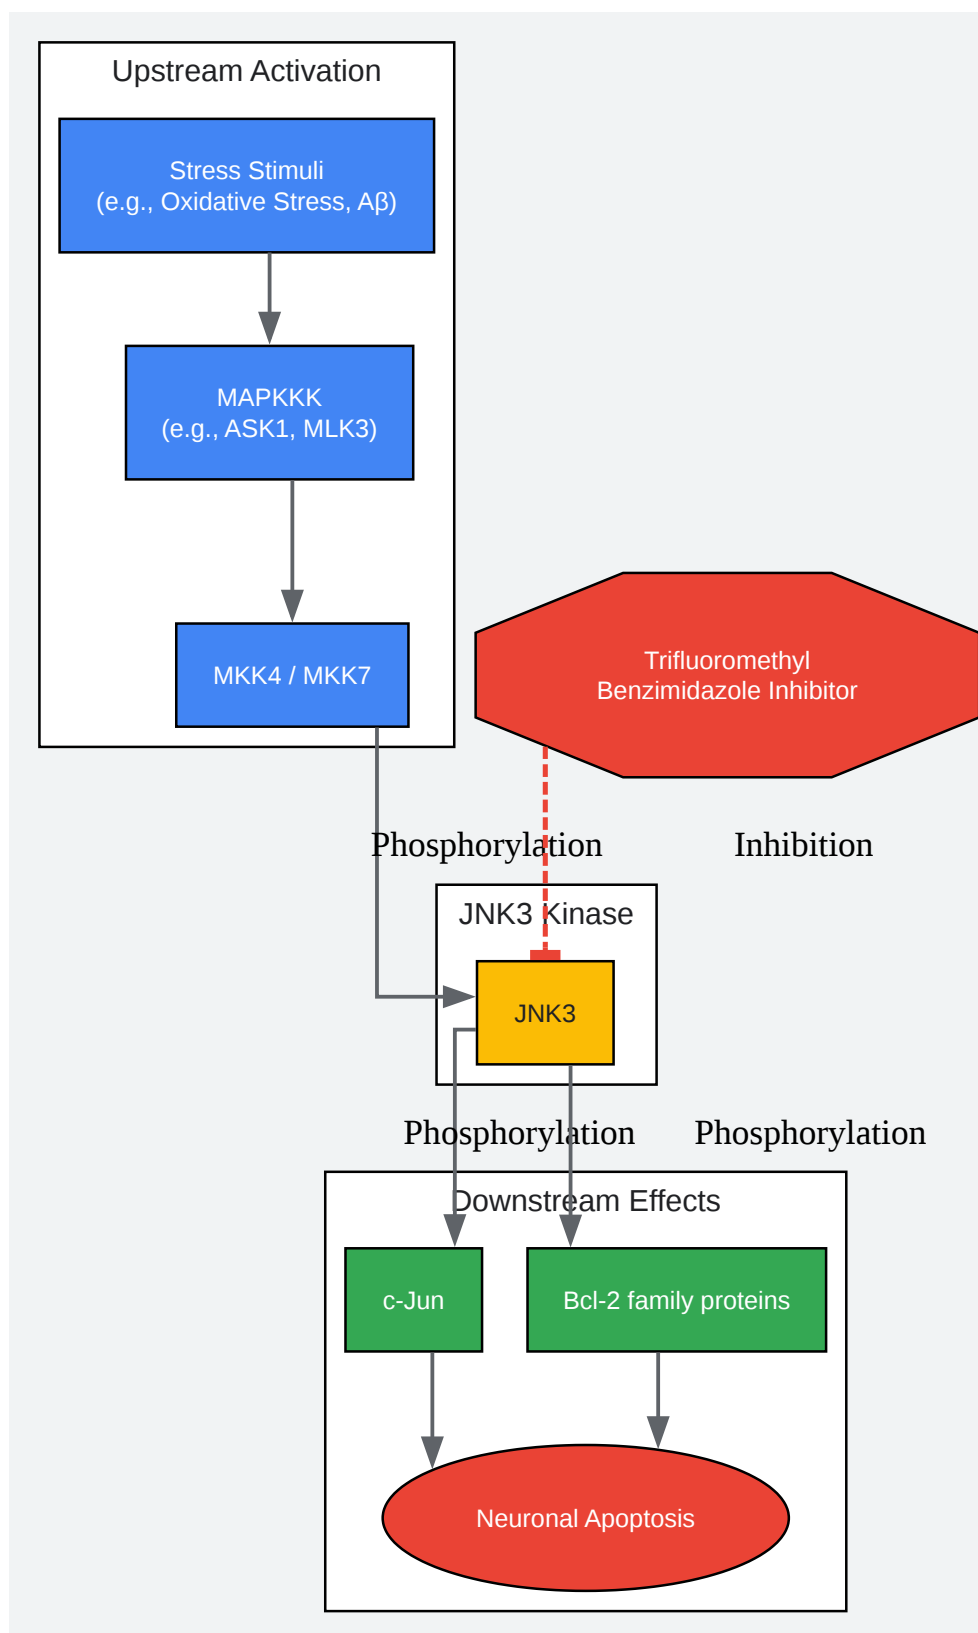 Upstream Activation
Stress Stimuli
(e.g., Oxidative Stress, Aβ)
MAPKKK
(e.g., ASK1, MLK3)
MKK4 / MKK7
Trifluoromethyl
Benzimidazole Inhibitor
Phosphorylation
Inhibition
JNK3 Kinase
JNK3
Phosphorylation
Phosphorylation
Downstream Effects
c-Jun
Bcl-2 family proteins
Neuronal Apoptosis